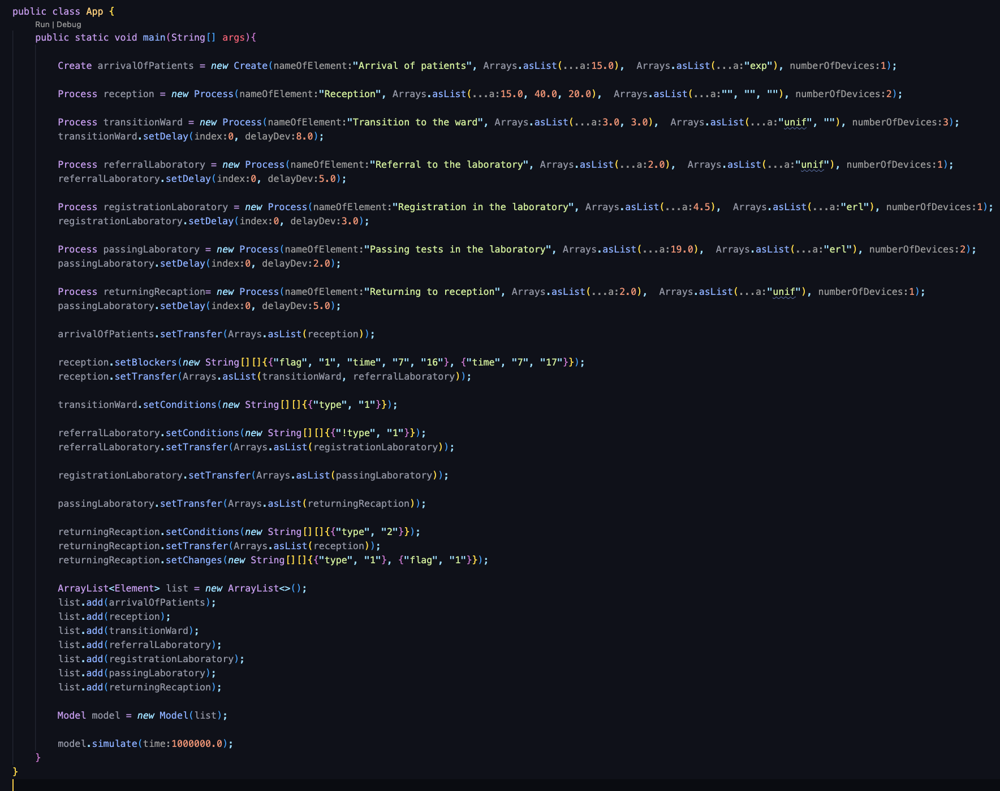 public class App {
Run | Debug
public static void main(String[] args){
Create arrivalOfPatients = new Create(nameOfElement:"Arrival of patients", Arrays.asList(...a:15.0),  Arrays.asList(...a:"exp"), numberOfDevices:1);
Process reception = new Process(nameOfElement:"Reception", Arrays.asList(...a:15.0, 40.0, 20.0),  Arrays.asList(...a:"", "", ""), numberOfDevices:2);
Process transitionWard = new Process(nameOfElement:"Transition to the ward", Arrays.asList(...a:3.0, 3.0),  Arrays.asList(...a:"unif", ""), numberOfDevices:3);
transitionWard.setDelay(index:0, delayDev:8.0);
Process referralLaboratory = new Process(nameOfElement:"Referral to the laboratory", Arrays.asList(...a:2.0),  Arrays.asList(...a:"unif"), numberOfDevices:1);
referralLaboratory.setDelay(index:0, delayDev:5.0);
Process registrationLaboratory = new Process(nameOfElement:"Registration in the laboratory", Arrays.asList(...a:4.5),  Arrays.asList(...a:"erl"), numberOfDevices:1);
registrationLaboratory.setDelay(index:0, delayDev:3.0);
Process passingLaboratory = new Process(nameOfElement:"Passing tests in the laboratory", Arrays.asList(...a:19.0),  Arrays.asList(...a:"erl"), numberOfDevices:2);
passingLaboratory.setDelay(index:0, delayDev:2.0);
Process returningRecaption= new Process(nameOfElement:"Returning to reception", Arrays.asList(...a:2.0),  Arrays.asList(...a:"unif"), numberOfDevices:1);
passingLaboratory.setDelay(index:0, delayDev:5.0);
arrivalOfPatients.setTransfer(Arrays.asList(reception));
reception.setBlockers(new String[][]{{"flag", "1", "time", "7", "16"}, {"time", "7", "17"}});
reception.setTransfer(Arrays.asList(transitionWard, referralLaboratory));
transitionWard.setConditions(new String[][]{{"type", "1"}});
referralLaboratory.setConditions(new String[][]{{"!type", "1"}});
referralLaboratory.setTransfer(Arrays.asList(registrationLaboratory));
registrationLaboratory.setTransfer(Arrays.asList(passingLaboratory));
passingLaboratory.setTransfer(Arrays.asList(returningRecaption));
returningRecaption.setConditions(new String[][]{{"type", "2"}});
returningRecaption.setTransfer(Arrays.asList(reception));
returningRecaption.setChanges(new String[][]{{"type", "1"}, {"flag", "1"}});
ArrayList<Element> list = new ArrayList<>();
list.add(arrivalOfPatients);
list.add(reception);
list.add(transitionWard);
list.add(referralLaboratory);
list.add(registrationLaboratory);
list.add(passingLaboratory);
list.add(returningRecaption);
Model model = new Model(list);
model.simulate(time:1000000.0);
}
}